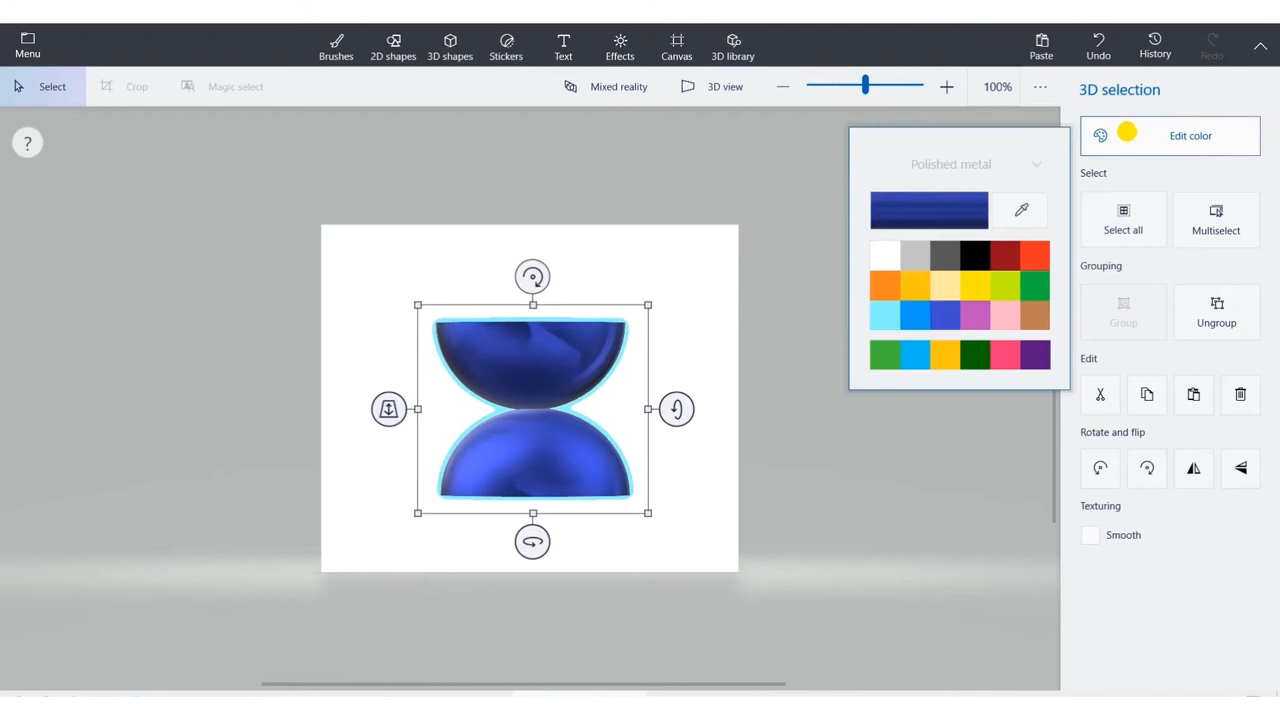 Menu
Brushes
2D shapes
3D shapes
Stickers
Text
Effects
Canvas
3D library
Paste
Undo
History
Redo
Select
Crop
Magic select
Mixed reality
3D view
100%
?
Polished metal
3D selection
Edit color
Select
Select all
Multiselect
Grouping
Group
Ungroup
Edit
Rotate and flip
Texturing
Smooth